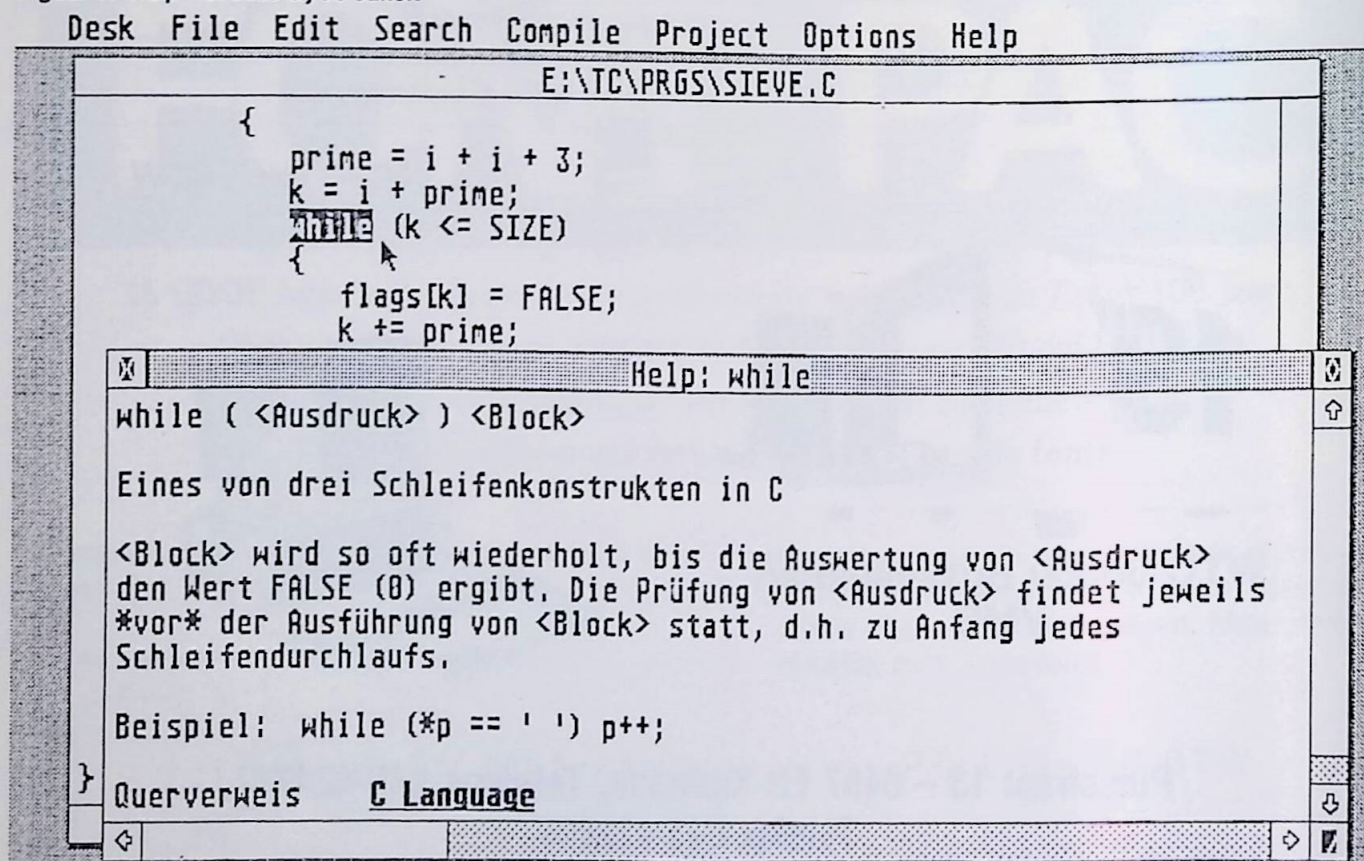 Desk File Edit Search Compile Project Options Help
E:\TC\PRGS\SIEVE.C
{
prime = i + i + 3;
k = i + prime;
while (k <= SIZE)
{
flags[k] = FALSE;
k += prime;
Help: while
while ( <Ausdruck> ) <Block>
Eines von drei Schleifenkonstrukten in C
<Block> wird so oft wiederholt, bis die Auswertung von <Ausdruck>
den Wert FALSE (0) ergibt. Die Prüfung von <Ausdruck> findet jeweils
*vor* der Ausführung von <Block> statt, d.h. zu Anfang jedes
Schleifendurchlaufs.
Beispiel: while (*p == ' ') p++;
}
Querverweis C Language